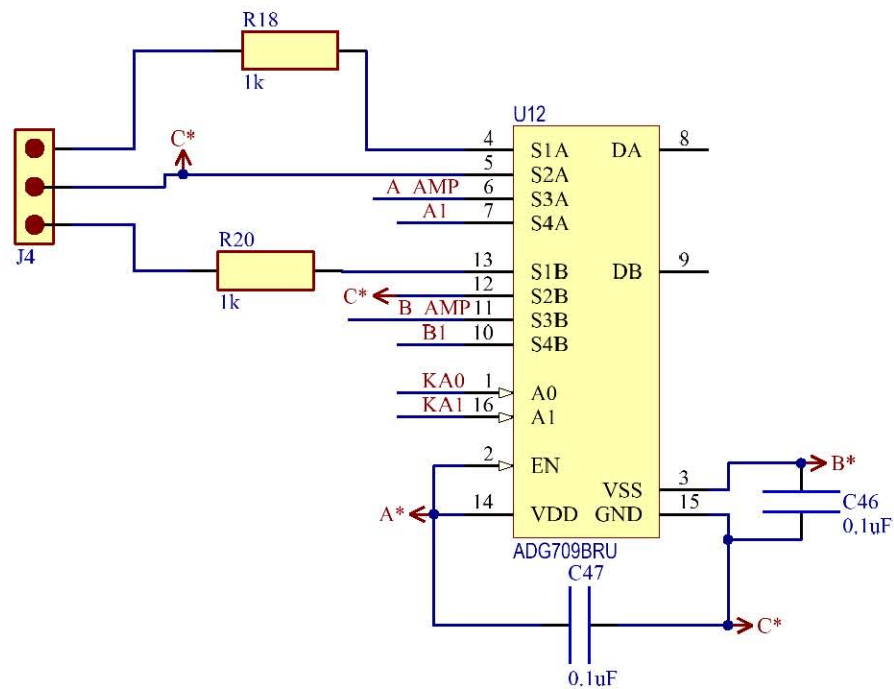 R18
1k
U12
C*
4 S1A DA 8
5 S2A
A_AMP 6 S3A
A1 7 S4A
J4
R20
1k
13 S1B DB 9
C* 12 S2B
B_AMP 11 S3B
B1 10 S4B
KA0 1 A0
KA1 16 A1
2 EN
B*
VSS 3
A* 14 VDD GND 15
C46
0,1uF
ADG709BRU
C47
C*
0.1uF